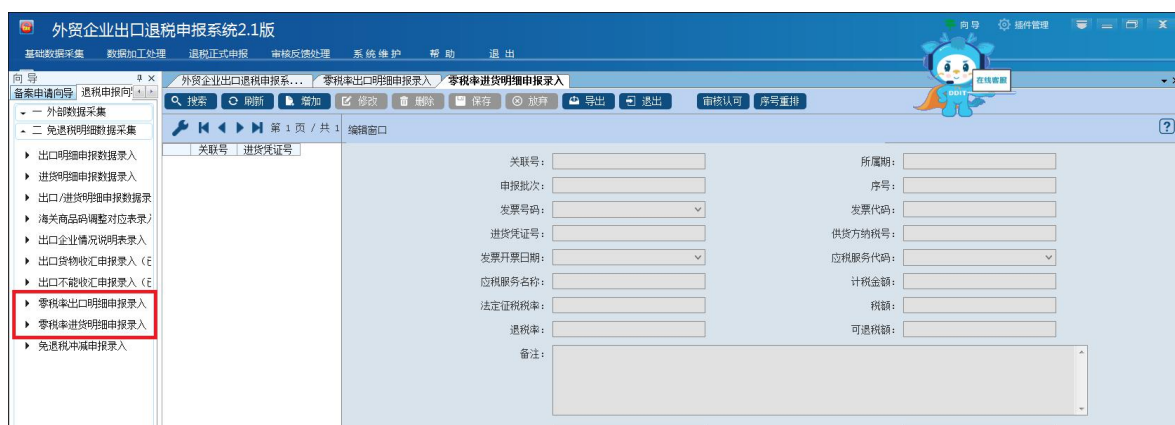 外贸企业出口退税申报系统2.1版
向导 插件管理
基础数据采集 数据加工处理 退税正式申报 审核反馈处理 系统维护 帮助 退出
向导
备案申请向导 退税申报向
外贸企业出口退税申报系... 零税率出口明细申报录入 零税率进货明细申报录入
在线客服
DDIT
搜索 刷新 增加 修改 删除 保存 放弃 导出 退出 审核认可 序号重排
一 外部数据采集
二 免退税明细数据采集
第 1 页 / 共 1
编辑窗口
关联号 进货凭证号
出口明细申报数据录入
进货明细申报数据录入
出口/进货明细申报数据录
海关商品码调整对应表录入
出口企业情况说明表录入
出口货物收汇申报录入（已
出口不能收汇申报录入（已
零税率出口明细申报录入
零税率进货明细申报录入
免退税冲减申报录入
关联号： 所属期：
申报批次： 序号：
发票号码： 发票代码：
进货凭证号： 供货方纳税号：
发票开票日期： 应税服务代码：
应税服务名称： 计税金额：
法定征税税率： 税额：
退税率： 可退税额：
备注：